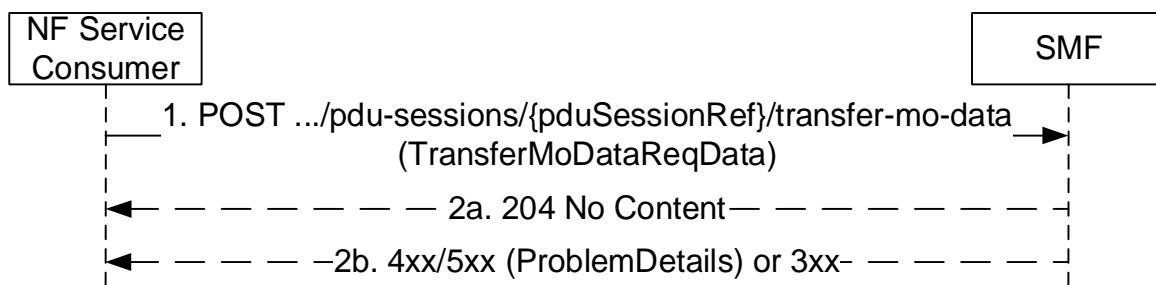 NF Service
Consumer
SMF
1. POST .../pdu-sessions/{pduSessionRef}/transfer-mo-data
(TransferMoDataReqData)
2a. 204 No Content
2b. 4xx/5xx (ProblemDetails) or 3xx